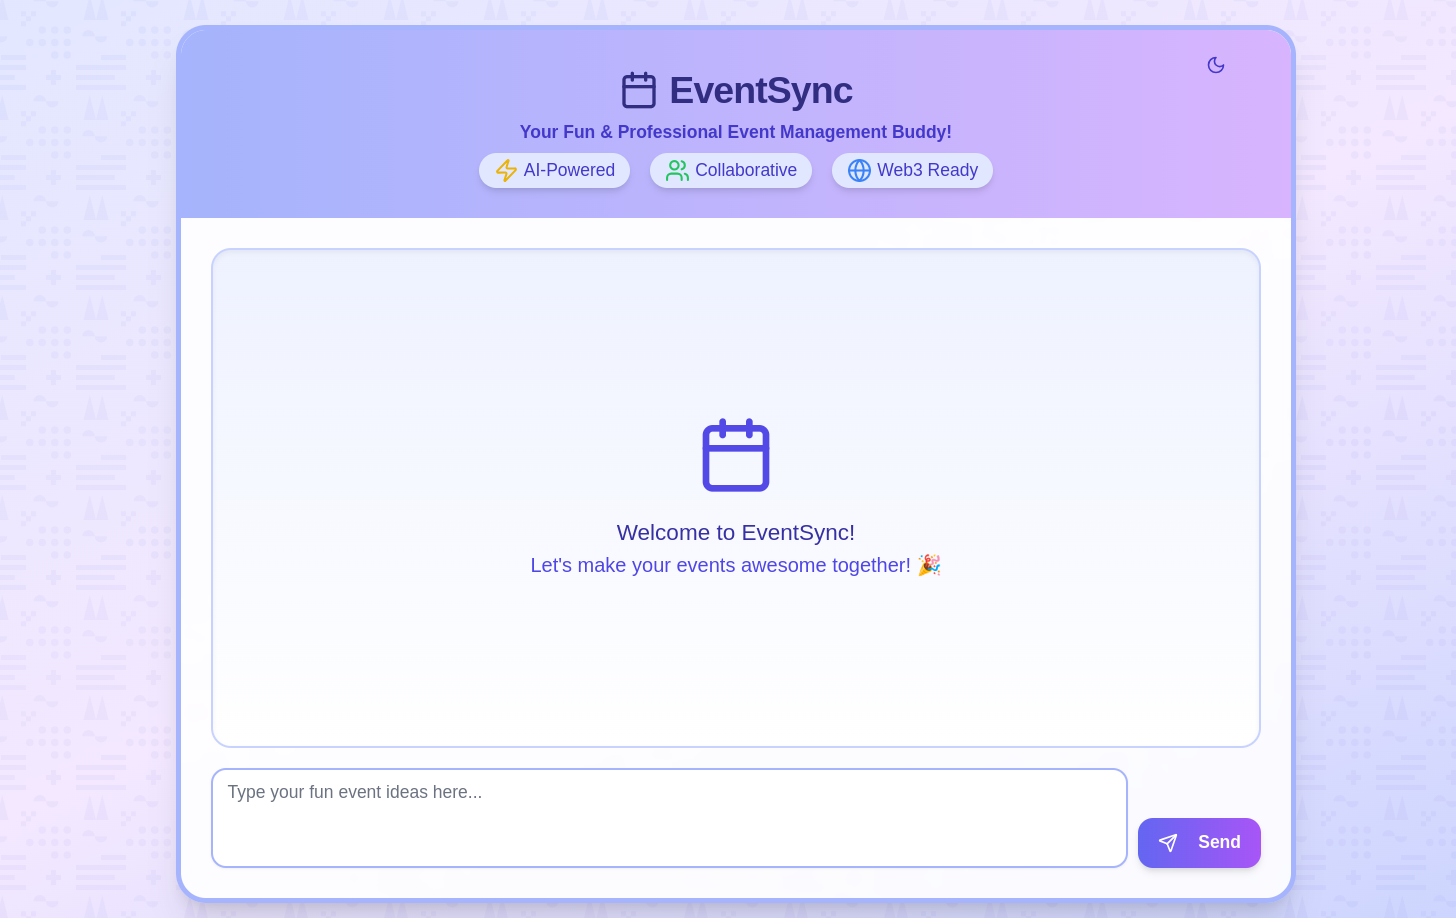 EventSync
Your Fun & Professional Event Management Buddy!
AI-Powered
Collaborative
Web3 Ready
Welcome to EventSync!
Let's make your events awesome together! 🎉
Type your fun event ideas here...
Send